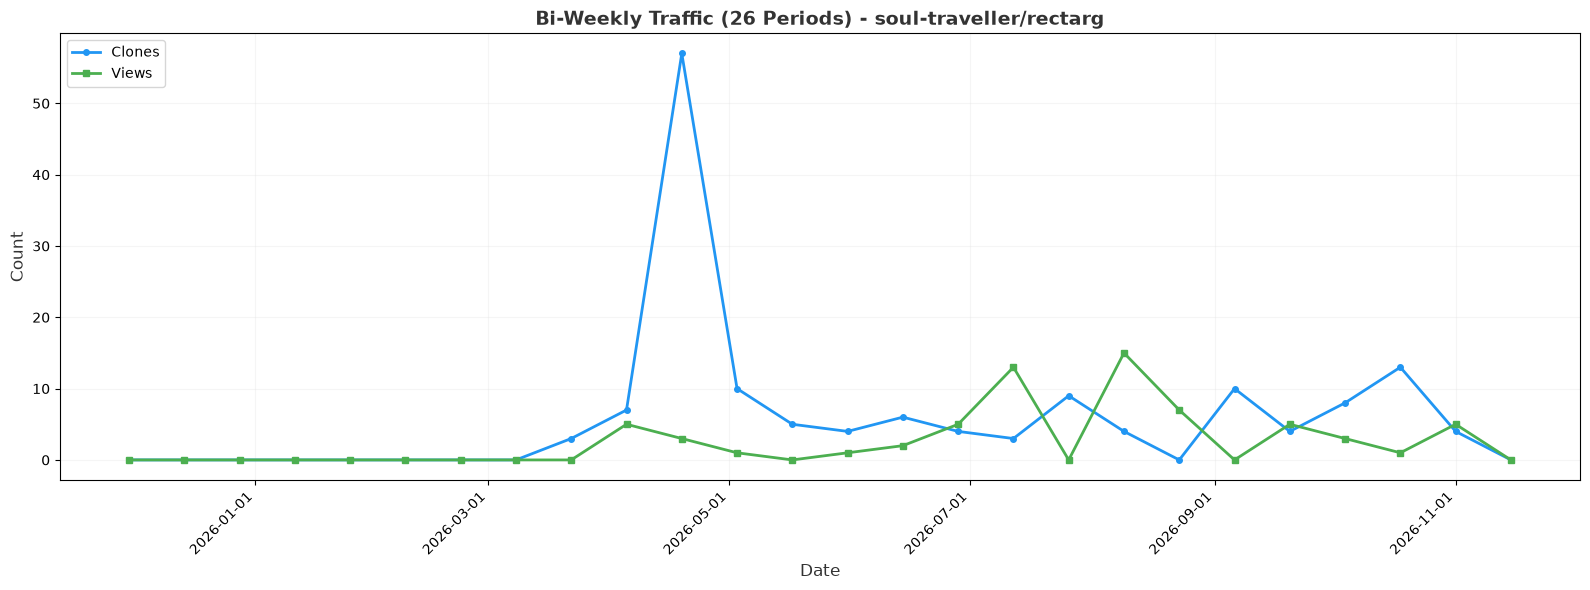 Bi-Weekly Traffic (26 Periods) - soul-traveller/rectarg
Clones
Views
Count
50
40
30
20
10
0
2026-01-01
2026-03-01
2026-05-01
2026-07-01
2026-09-01
2026-11-01
Date